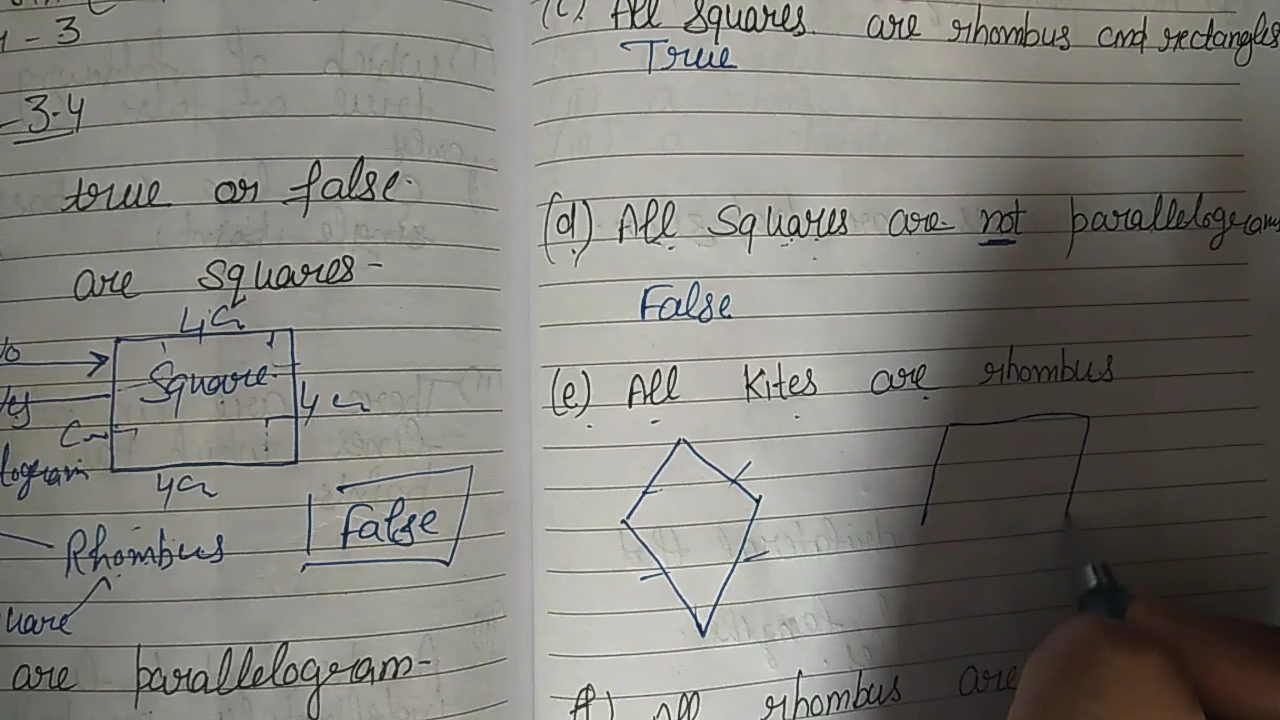 - 3
- 3.4
true or false.
are squares-
4cm
Square
4cm
4cm
False
Rhombus
are parallelogram-
(c). All squares. are rhombus and rectangles
True
(d) All Squares are not parallelogram
False
(e) All Kites are rhombus
(f) All rhombus are